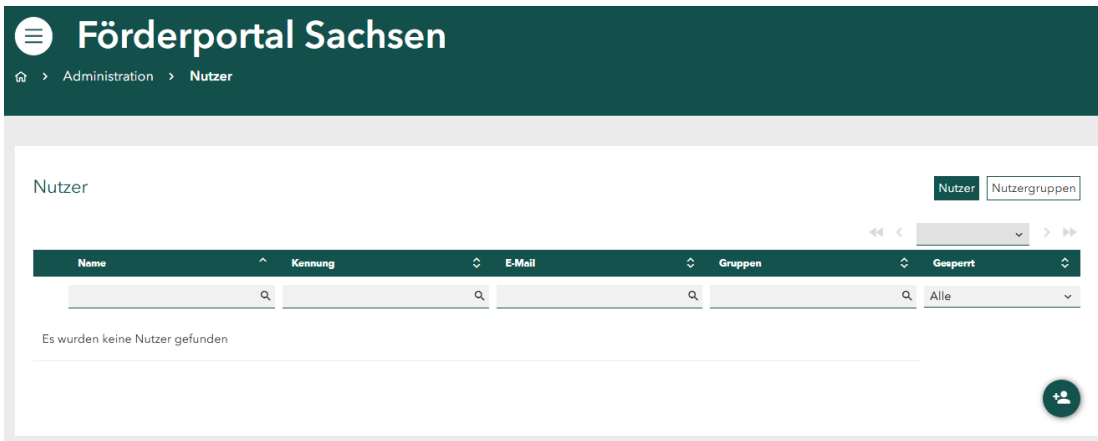 Förderportal Sachsen
Administration > Nutzer
Nutzer
Nutzer Nutzergruppen
Name Kennung E-Mail Gruppen Gesperrt
Alle
Es wurden keine Nutzer gefunden